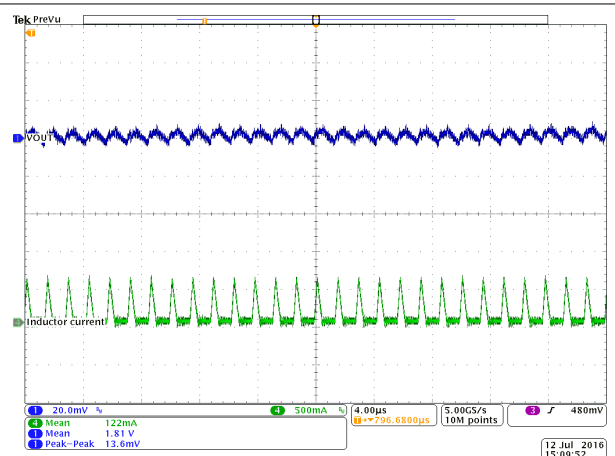 Tek PreVu
T
1 VOUT
Inductor current
1 20.0mV 4 500mA 4.00µs 5.00GS/s 3 480mV
T→▼796.6800µs 10M points
4 Mean 122mA
1 Mean 1.81 V
1 Peak-Peak 13.6mV
12 Jul 2016
15:09:52